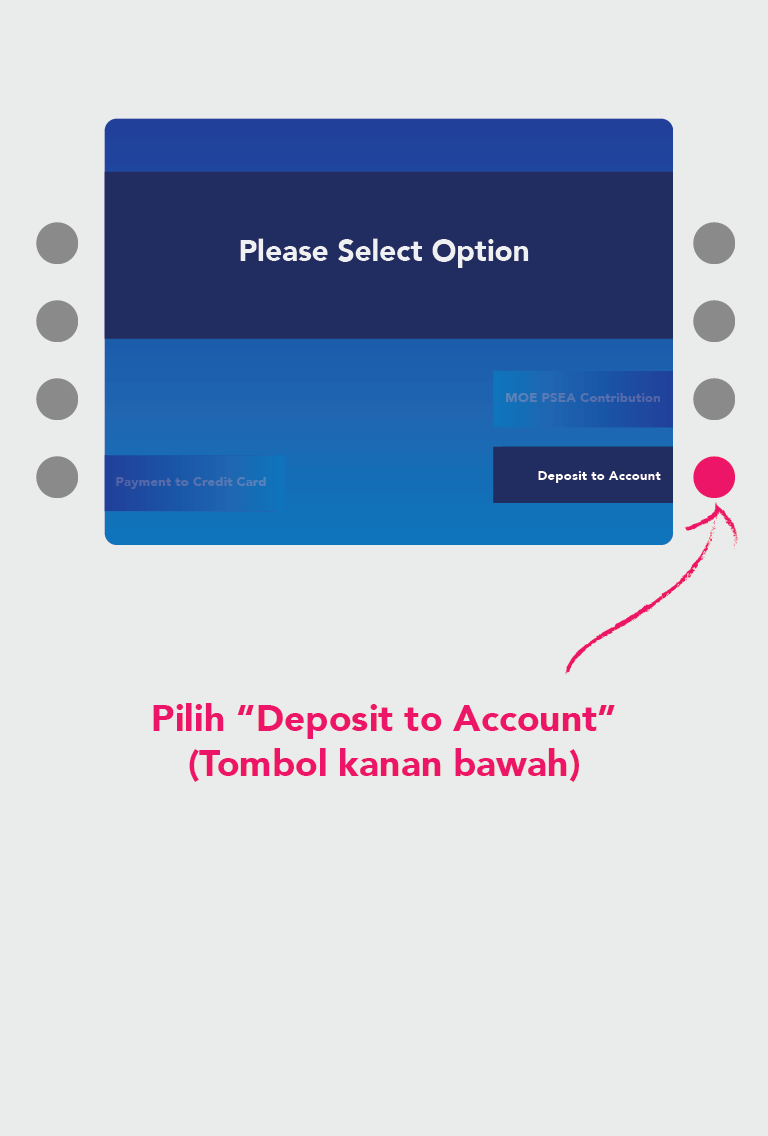 Please Select Option
MOE PSEA Contribution
Deposit to Account
Payment to Credit Card
Pilih “Deposit to Account”
(Tombol kanan bawah)